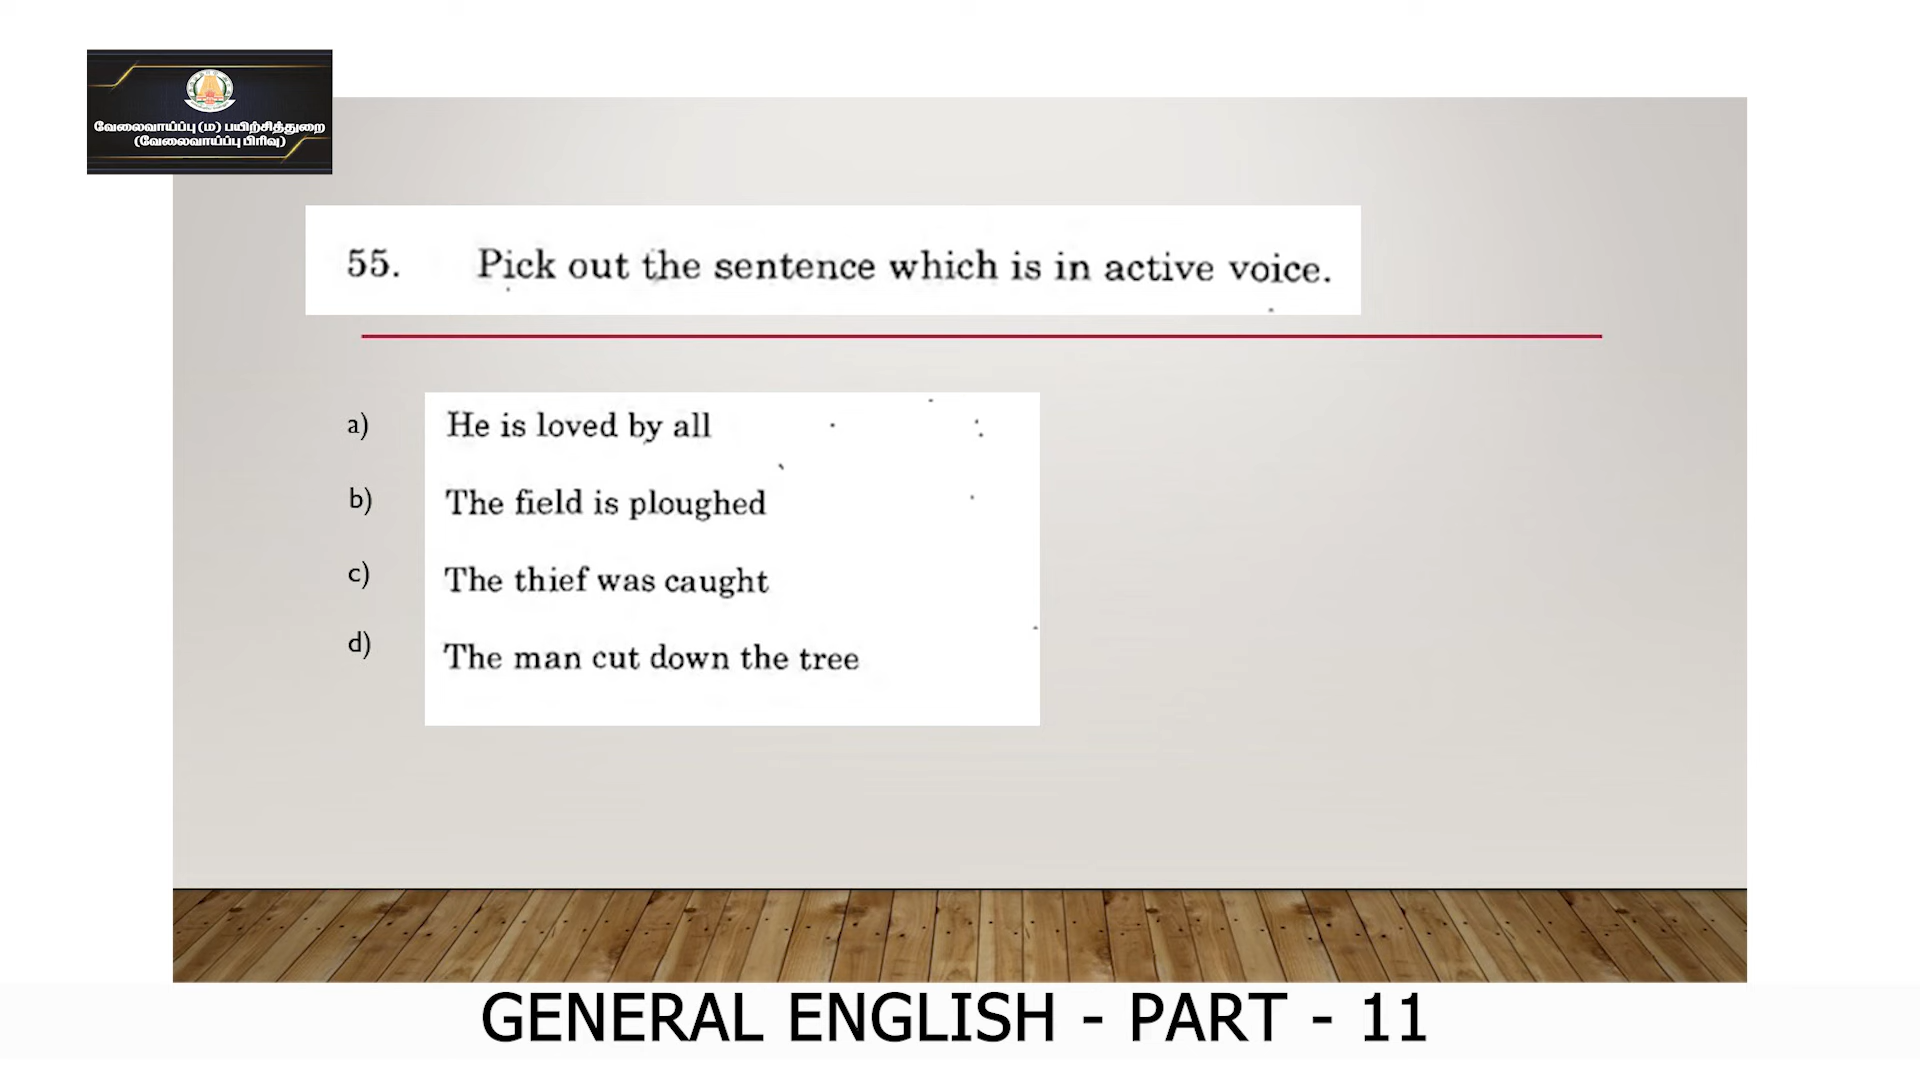 வேலைவாய்ப்பு (ம) பயிற்சித்துறை
(வேலைவாய்ப்பு பிரிவு)
55. Pick out the sentence which is in active voice.
a) He is loved by all
b) The field is ploughed
c) The thief was caught
d) The man cut down the tree
GENERAL ENGLISH - PART - 11